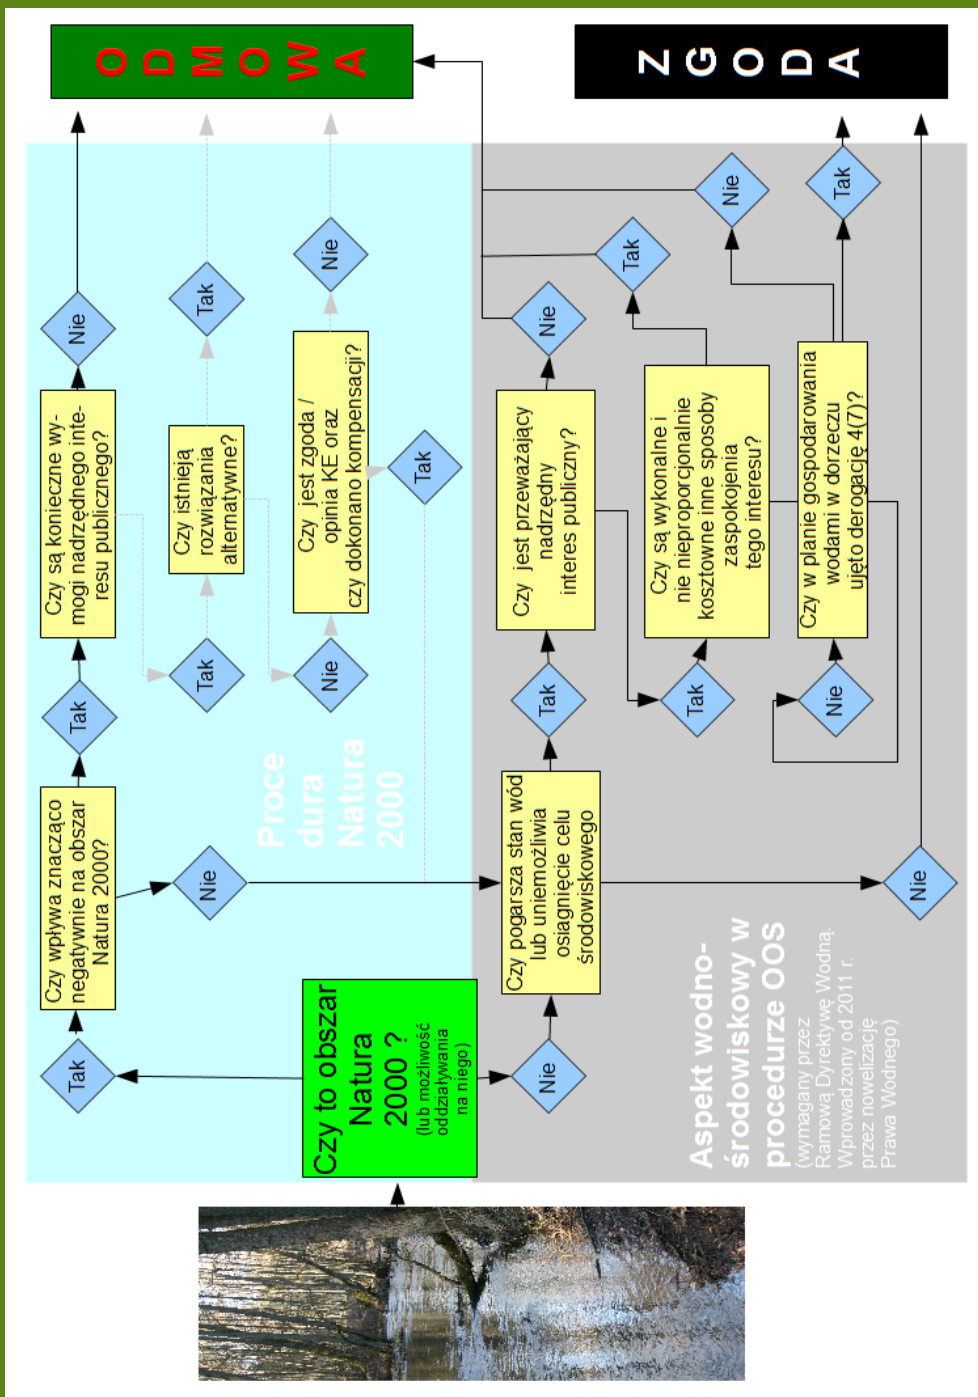 Czy to obszar
Natura
2000 ?
(lub możliwość
oddziaływania
na niego)
Tak
Czy wpływa znacząco
negatywnie na obszar
Natura 2000?
Tak
Czy są konieczne wy-
mogi nadrzędnego inte-
resu publicznego?
Nie
ODMOWA
Nie
Tak
Czy istnieją
rozwiązania
alternatywne?
Tak
Nie
Czy jest zgoda /
opinia KE oraz
czy dokonano kompensacji?
Nie
Tak
Proce
dura
Natura
2000
Nie
Czy pogarsza stan wód
lub uniemożliwia
osiągnięcie celu
środowiskowego
Tak
Czy jest przeważający
nadrzędny
interes publiczny?
Nie
Tak
Czy są wykonalne i
nie nieproporcjonalnie
kosztowne inne sposoby
zaspokojenia
tego interesu?
Tak
Nie
Czy w planie gospodarowania
wodami w dorzeczu
ujęto derogację 4(7)?
Nie
Tak
ZGODA
Nie
Aspekt wodno-
środowiskowy w
procedurze OOS
(wymagany przez
Ramową Dyrektywę Wodną.
Wprowadzony od 2011 r.
przez nowelizację
Prawa Wodnego)